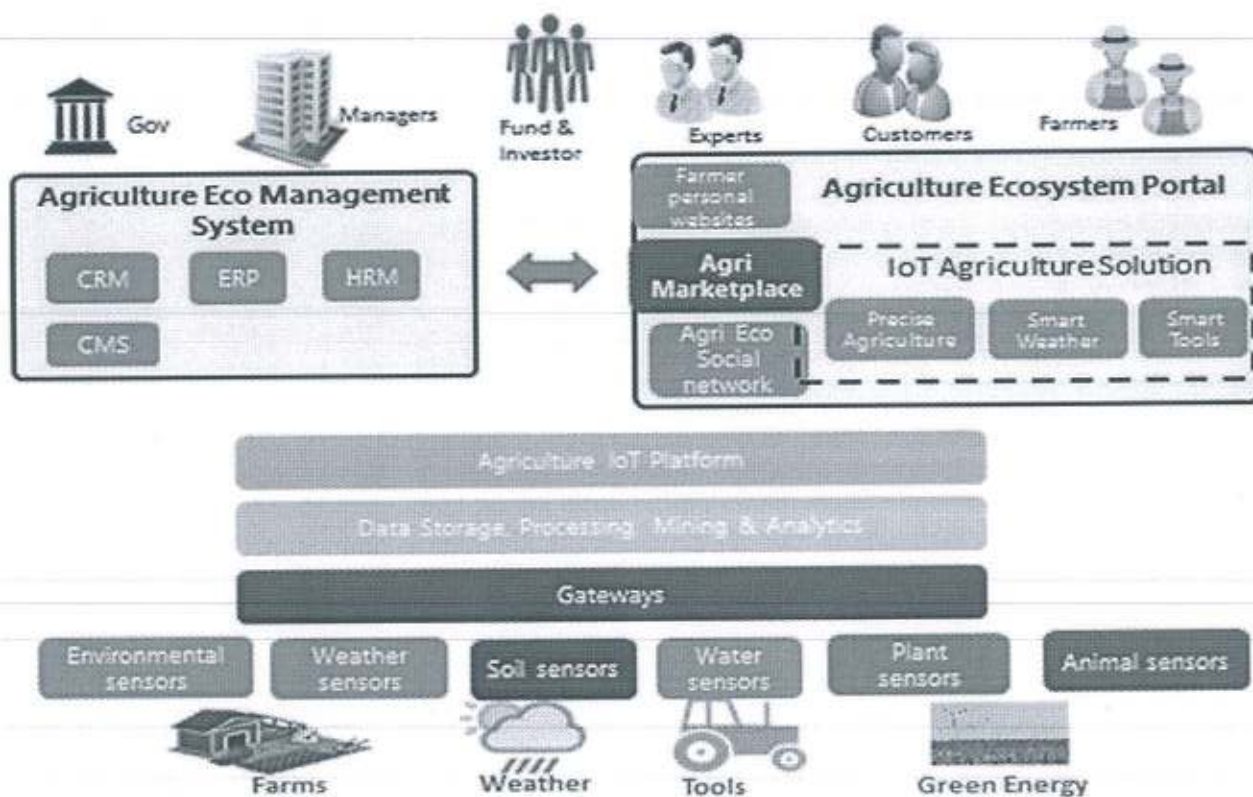 Gov
Managers
Fund &
Investor
Experts
Customers
Farmers
Agriculture Eco Management
System
CRM
ERP
HRM
CMS
Farmer
personal
websites
Agriculture Ecosystem Portal
Agri
Marketplace
IoT Agriculture Solution
Agri Eco
Social
network
Precise
Agriculture
Smart
Weather
Smart
Tools
Agriculture IoT Platform
Data Storage, Processing, Mining & Analytics
Gateways
Environmental
sensors
Weather
sensors
Soil sensors
Water
sensors
Plant
sensors
Animal sensors
Farms
Weather
Tools
Green Energy